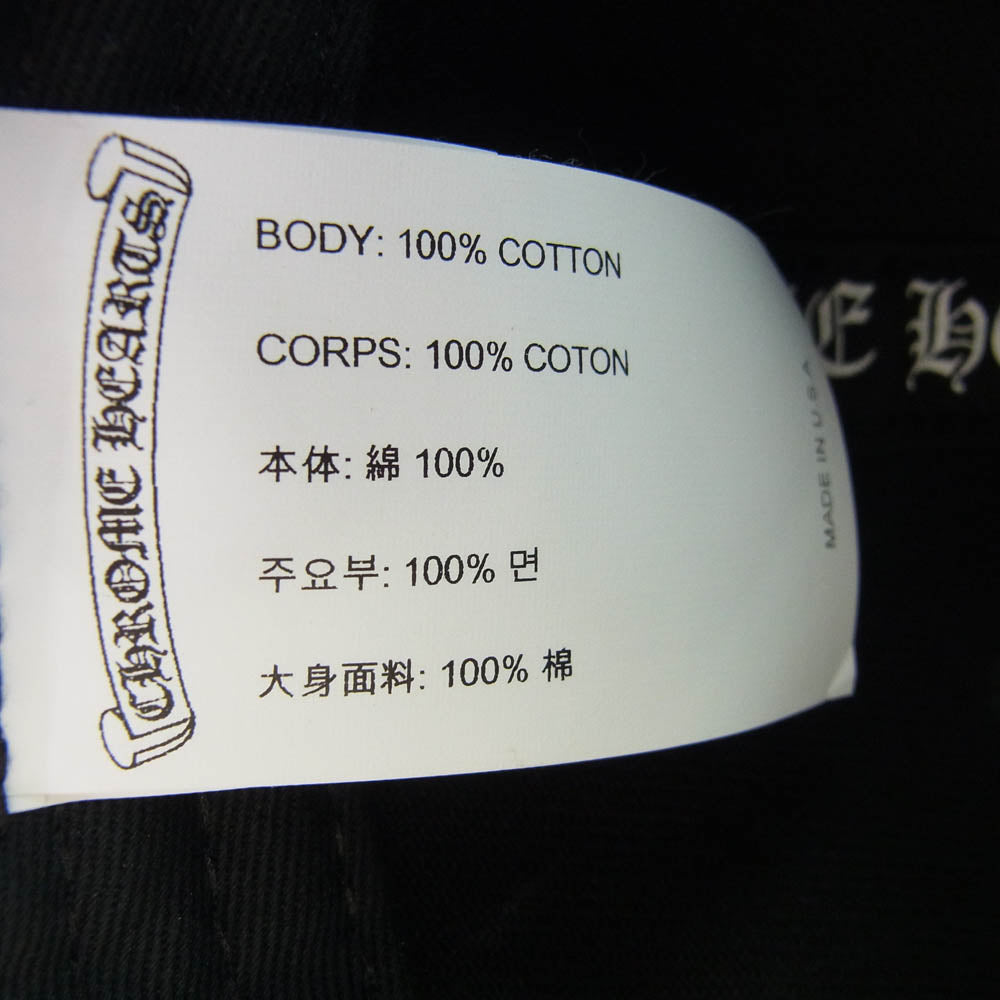 CHROME HEARTS
BODY: 100% COTTON
CORPS: 100% COTON
本体: 綿 100%
주요부: 100% 면
大身面料: 100% 棉
MADE IN U S A